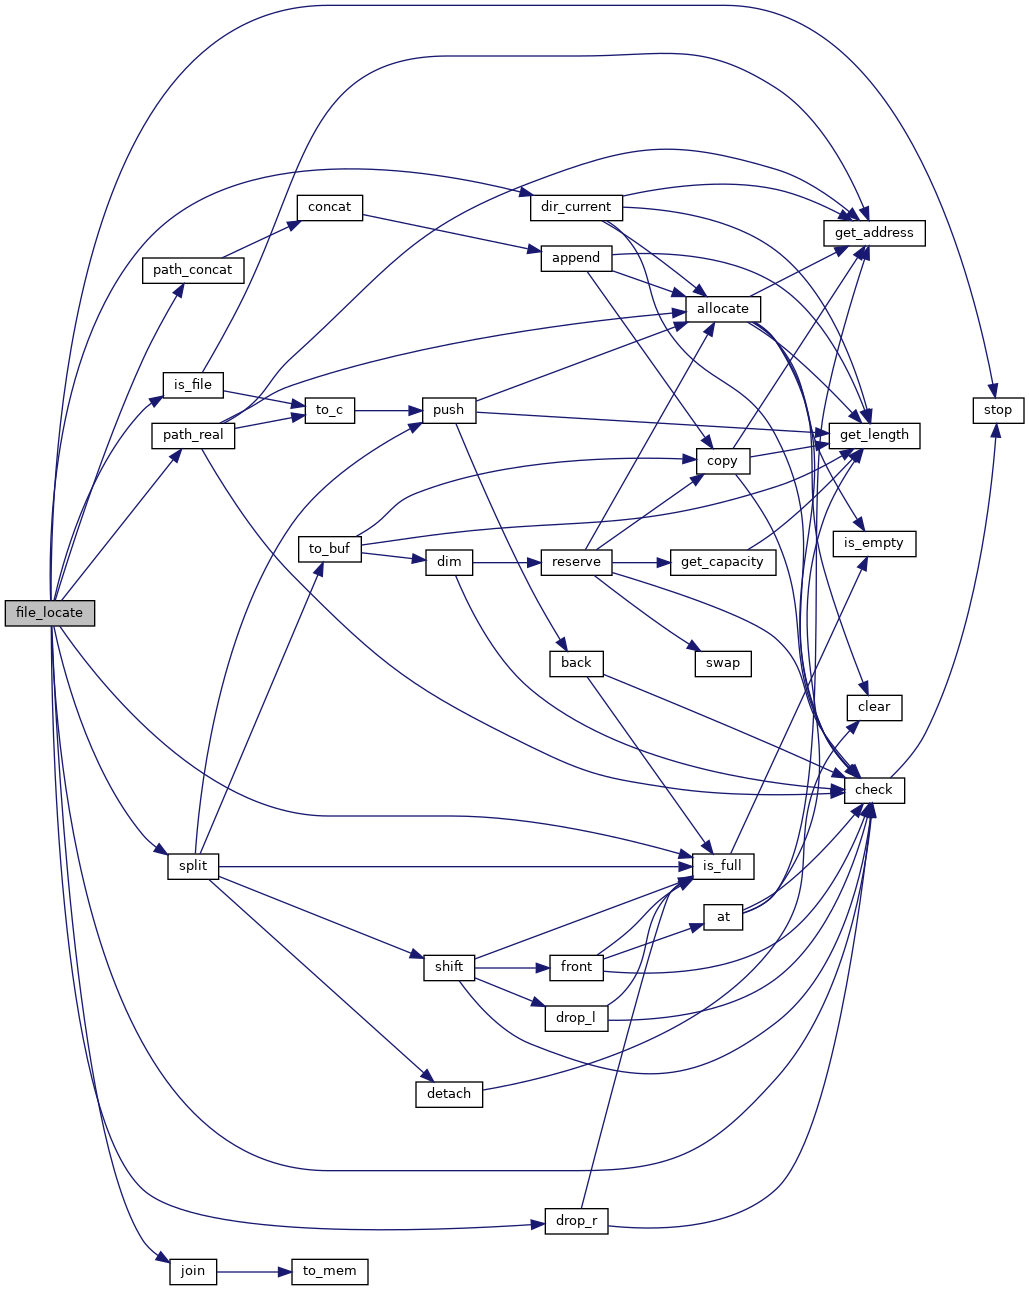 concat
dir_current
get_address
append
path_concat
allocate
is_file
to_c
push
stop
path_real
get_length
copy
is_empty
to_buf
dim
reserve
get_capacity
file_locate
back
swap
clear
check
split
is_full
at
shift
front
drop_l
detach
drop_r
join
to_mem